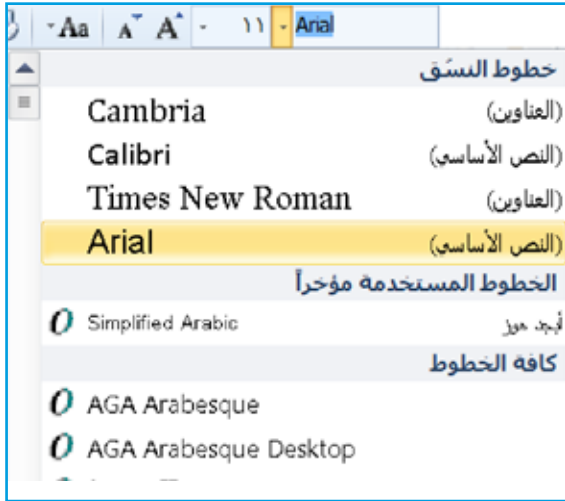 Arial ١١ Aa A A
خطوط النسَق
Cambria (العناوين)
Calibri (النص الأساسي)
Times New Roman (العناوين)
Arial (النص الأساسي)
الخطوط المستخدمة مؤخراً
Simplified Arabic أبجد هوز
كافة الخطوط
AGA Arabesque
AGA Arabesque Desktop